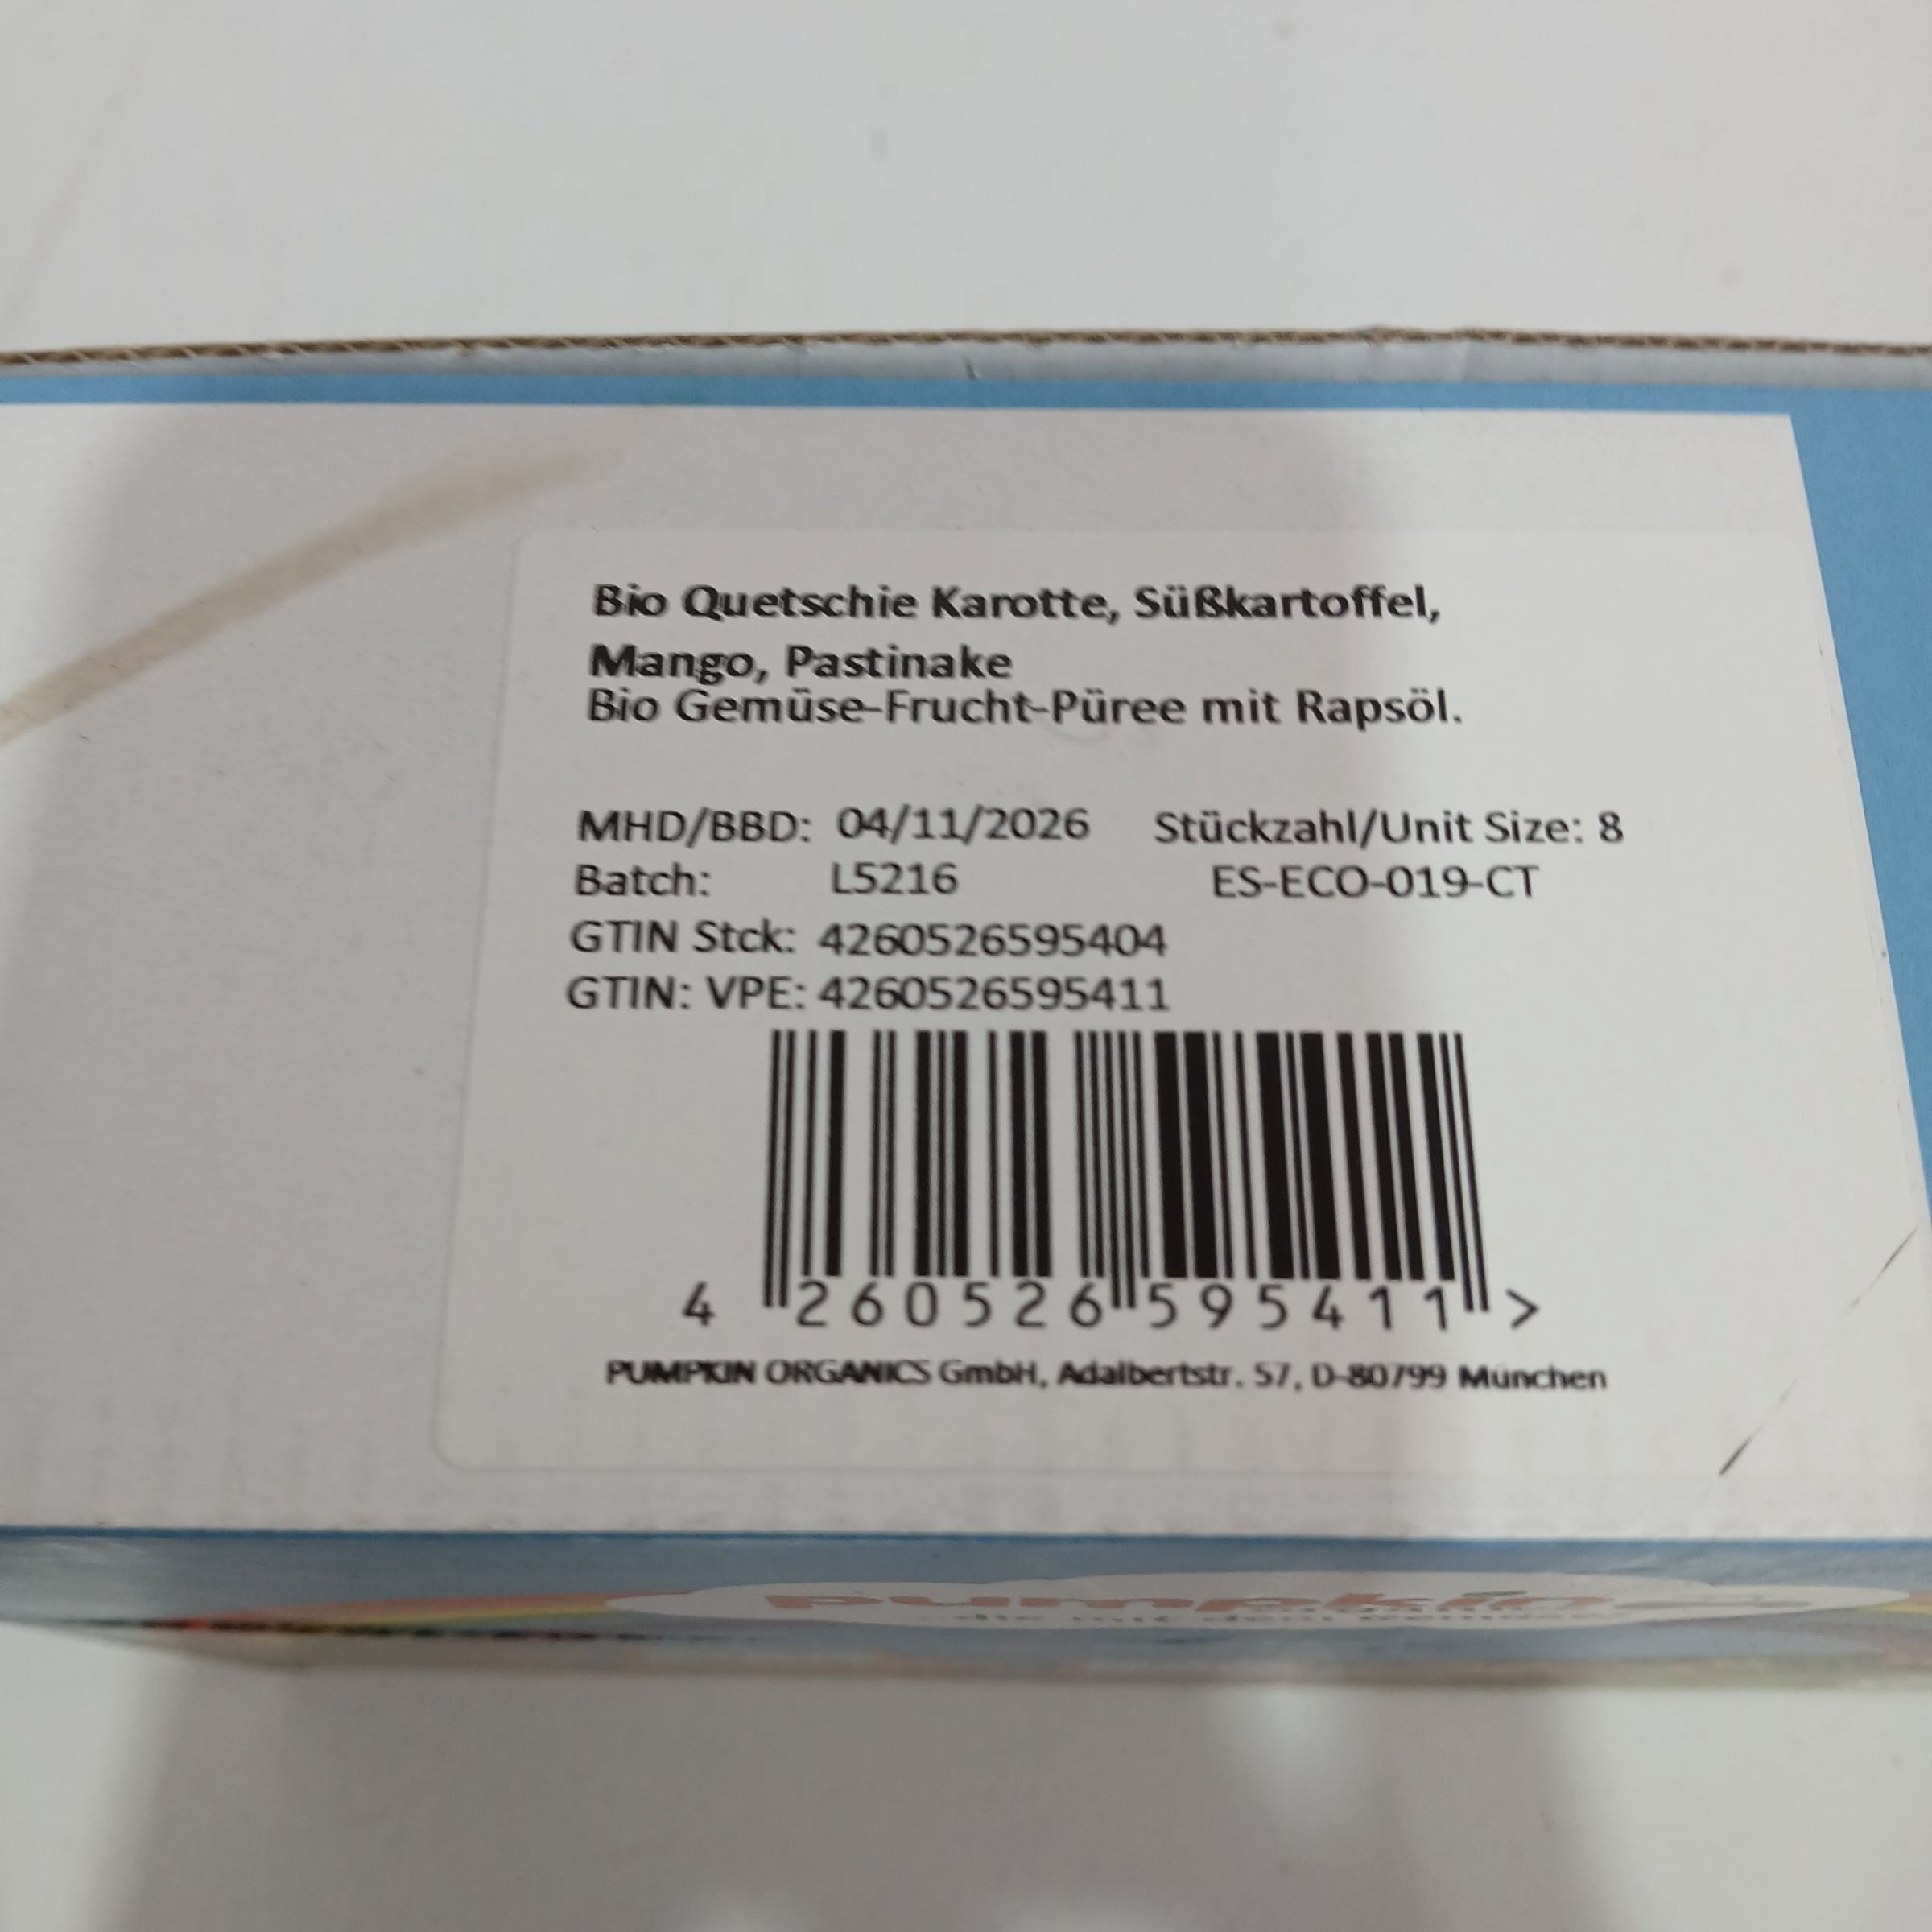 Bio Quetschie Karotte, Süßkartoffel,
Mango, Pastinake
Bio Gemüse-Frucht-Püree mit Rapsöl.
MHD/BBD: 04/11/2026 Stückzahl/Unit Size: 8
Batch: L5216 ES-ECO-019-CT
GTIN Stck: 4260526595404
GTIN: VPE: 4260526595411
4 260526 595411 >
PUMPKIN ORGANICS GmbH, Adalbertstr. 57, D-80799 München
pumpkin